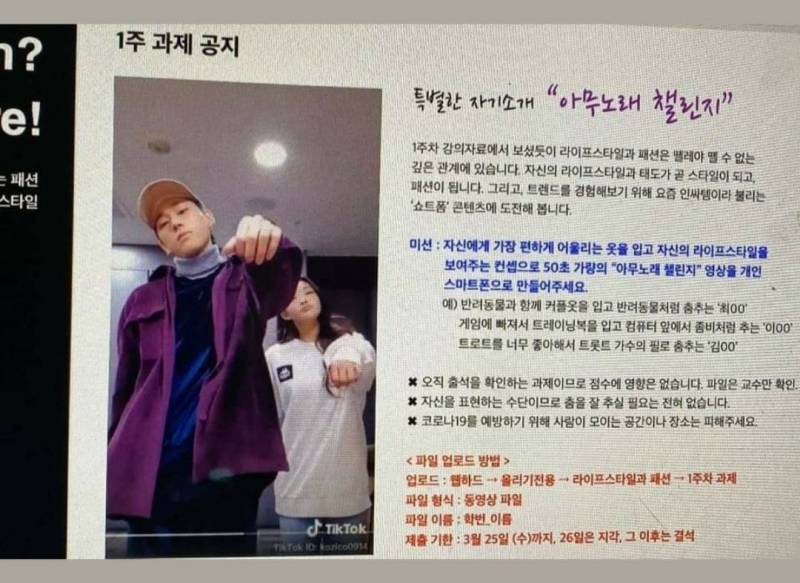 n?
1주 과제 공지
re!
특별한 자기소개 “아무노래 챌린지”
는 패션
스타일
1주차 강의자료에서 보셨듯이 라이프스타일과 패션은 뗄레야 뗄 수 없는
깊은 관계에 있습니다. 자신의 라이프스타일과 태도가 곧 스타일이 되고,
패션이 됩니다. 그리고, 트렌드를 경험해보기 위해 요즘 인싸템이라 불리는
‘쇼트폼’ 콘텐츠에 도전해 봅니다.
미션 : 자신에게 가장 편하게 어울리는 옷을 입고 자신의 라이프스타일을
보여주는 컨셉으로 50초 가량의 “아무노래 챌린지” 영상을 개인
스마트폰으로 만들어주세요.
예) 반려동물과 함께 커플옷을 입고 반려동물처럼 춤추는 ‘최00’
게임에 빠져서 트레이닝복을 입고 컴퓨터 앞에서 좀비처럼 추는 ‘이00’
트로트를 너무 좋아해서 트롯트 가수의 필로 춤추는 ‘김00’
✖ 오직 출석을 확인하는 과제이므로 점수에 영향은 없습니다. 파일은 교수만 확인.
✖ 자신을 표현하는 수단이므로 춤을 잘 추실 필요는 전혀 없습니다.
✖ 코로나19를 예방하기 위해 사람이 모이는 공간이나 장소는 피해주세요.
< 파일 업로드 방법 >
업로드 : 웹하드 → 올리기전용 → 라이프스타일과 패션 → 1주차 과제
파일 형식 : 동영상 파일
파일 이름 : 학번_이름
제출 기한 : 3월 25일 (수)까지, 26일은 지각, 그 이후는 결석
TikTok
TikTok ID: kozico0914